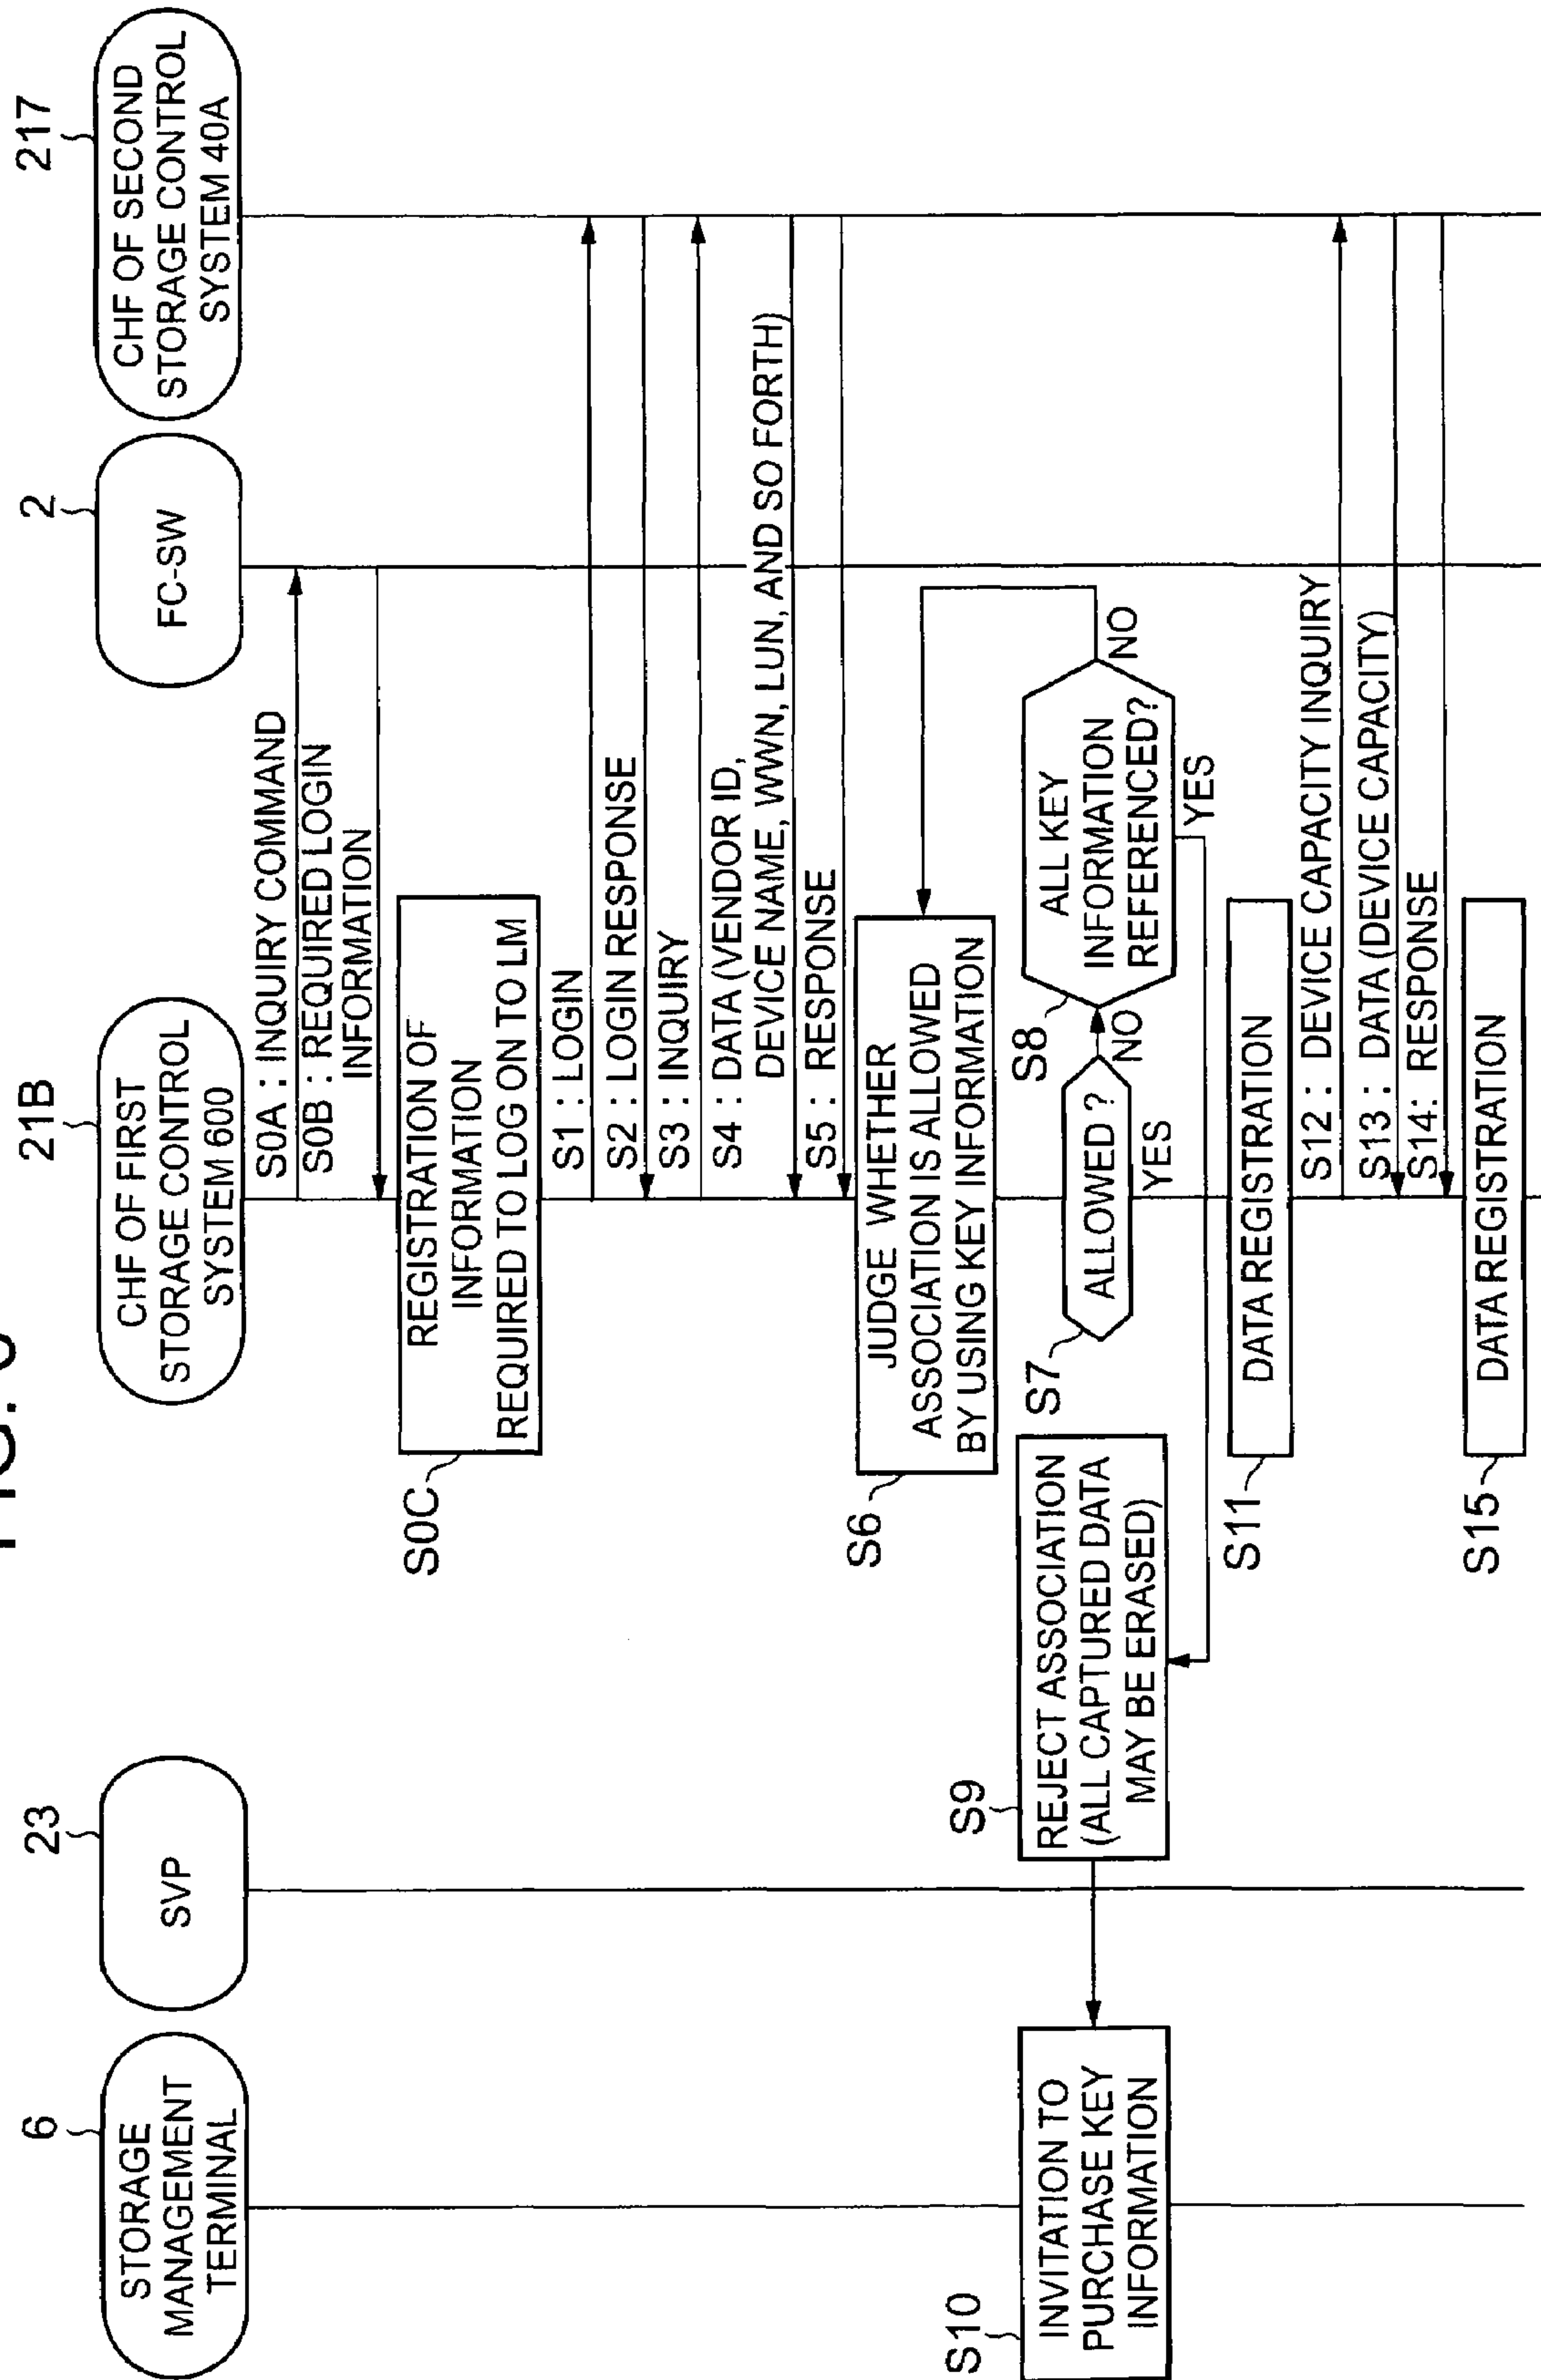 FIG.
6
STORAGE
MANAGEMENT
TERMINAL
23
SVP
21B
CHF OF FIRST
STORAGE CONTROL
SYSTEM 600
2
FC-SW
217
CHF OF SECOND
STORAGE CONTROL
SYSTEM 40A
S0A : INQUIRY COMMAND
S0B : REQUIRED LOGIN
INFORMATION
S0C
REGISTRATION OF
INFORMATION
REQUIRED TO LOG ON TO LM
S1 : LOGIN
S2 : LOGIN RESPONSE
S3 : INQUIRY
S4 : DATA (VENDOR ID,
DEVICE NAME, WWN, LUN, AND SO FORTH)
S5 : RESPONSE
S6
JUDGE WHETHER
ASSOCIATION IS ALLOWED
BY USING KEY INFORMATION
S7
ALLOWED ?
NO
YES
S8
ALL KEY
INFORMATION
REFERENCED?
NO
YES
S9
REJECT ASSOCIATION
(ALL CAPTURED DATA
MAY BE ERASED)
S10
INVITATION TO
PURCHASE KEY
INFORMATION
S11
DATA REGISTRATION
S12 : DEVICE CAPACITY INQUIRY
S13 : DATA (DEVICE CAPACITY)
S14: RESPONSE
S15
DATA REGISTRATION